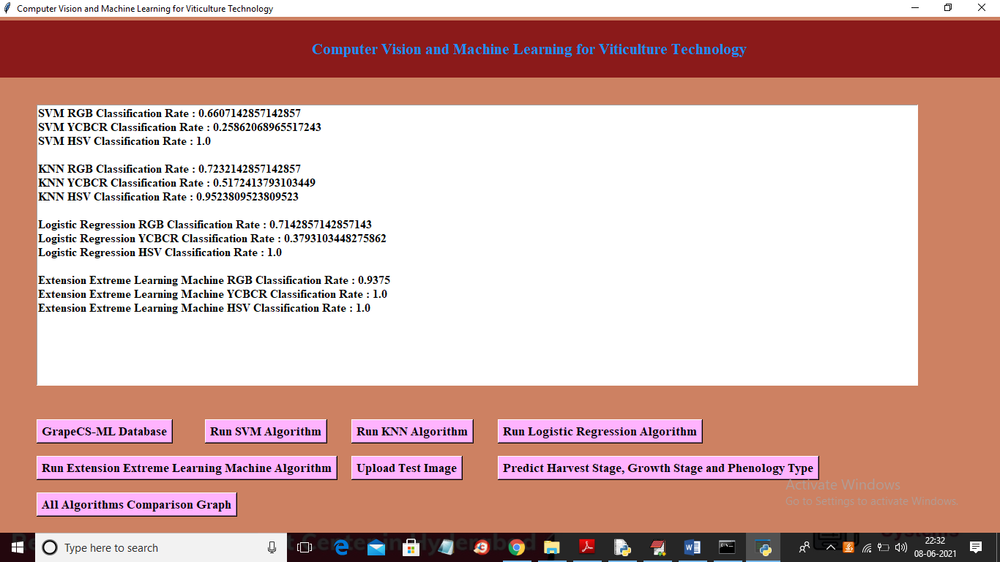 Computer Vision and Machine Learning for Viticulture Technology
Computer Vision and Machine Learning for Viticulture Technology
SVM RGB Classification Rate : 0.6607142857142857
SVM YCBCR Classification Rate : 0.25862068965517243
SVM HSV Classification Rate : 1.0
KNN RGB Classification Rate : 0.7232142857142857
KNN YCBCR Classification Rate : 0.5172413793103449
KNN HSV Classification Rate : 0.9523809523809523
Logistic Regression RGB Classification Rate : 0.7142857142857143
Logistic Regression YCBCR Classification Rate : 0.3793103448275862
Logistic Regression HSV Classification Rate : 1.0
Extension Extreme Learning Machine RGB Classification Rate : 0.9375
Extension Extreme Learning Machine YCBCR Classification Rate : 1.0
Extension Extreme Learning Machine HSV Classification Rate : 1.0
GrapeCS-ML Database Run SVM Algorithm Run KNN Algorithm Run Logistic Regression Algorithm
Run Extension Extreme Learning Machine Algorithm Upload Test Image Predict Harvest Stage, Growth Stage and Phenology Type
Activate Windows
Go to Settings to activate Windows.
All Algorithms Comparison Graph
Type here to search
22:32
08-06-2021